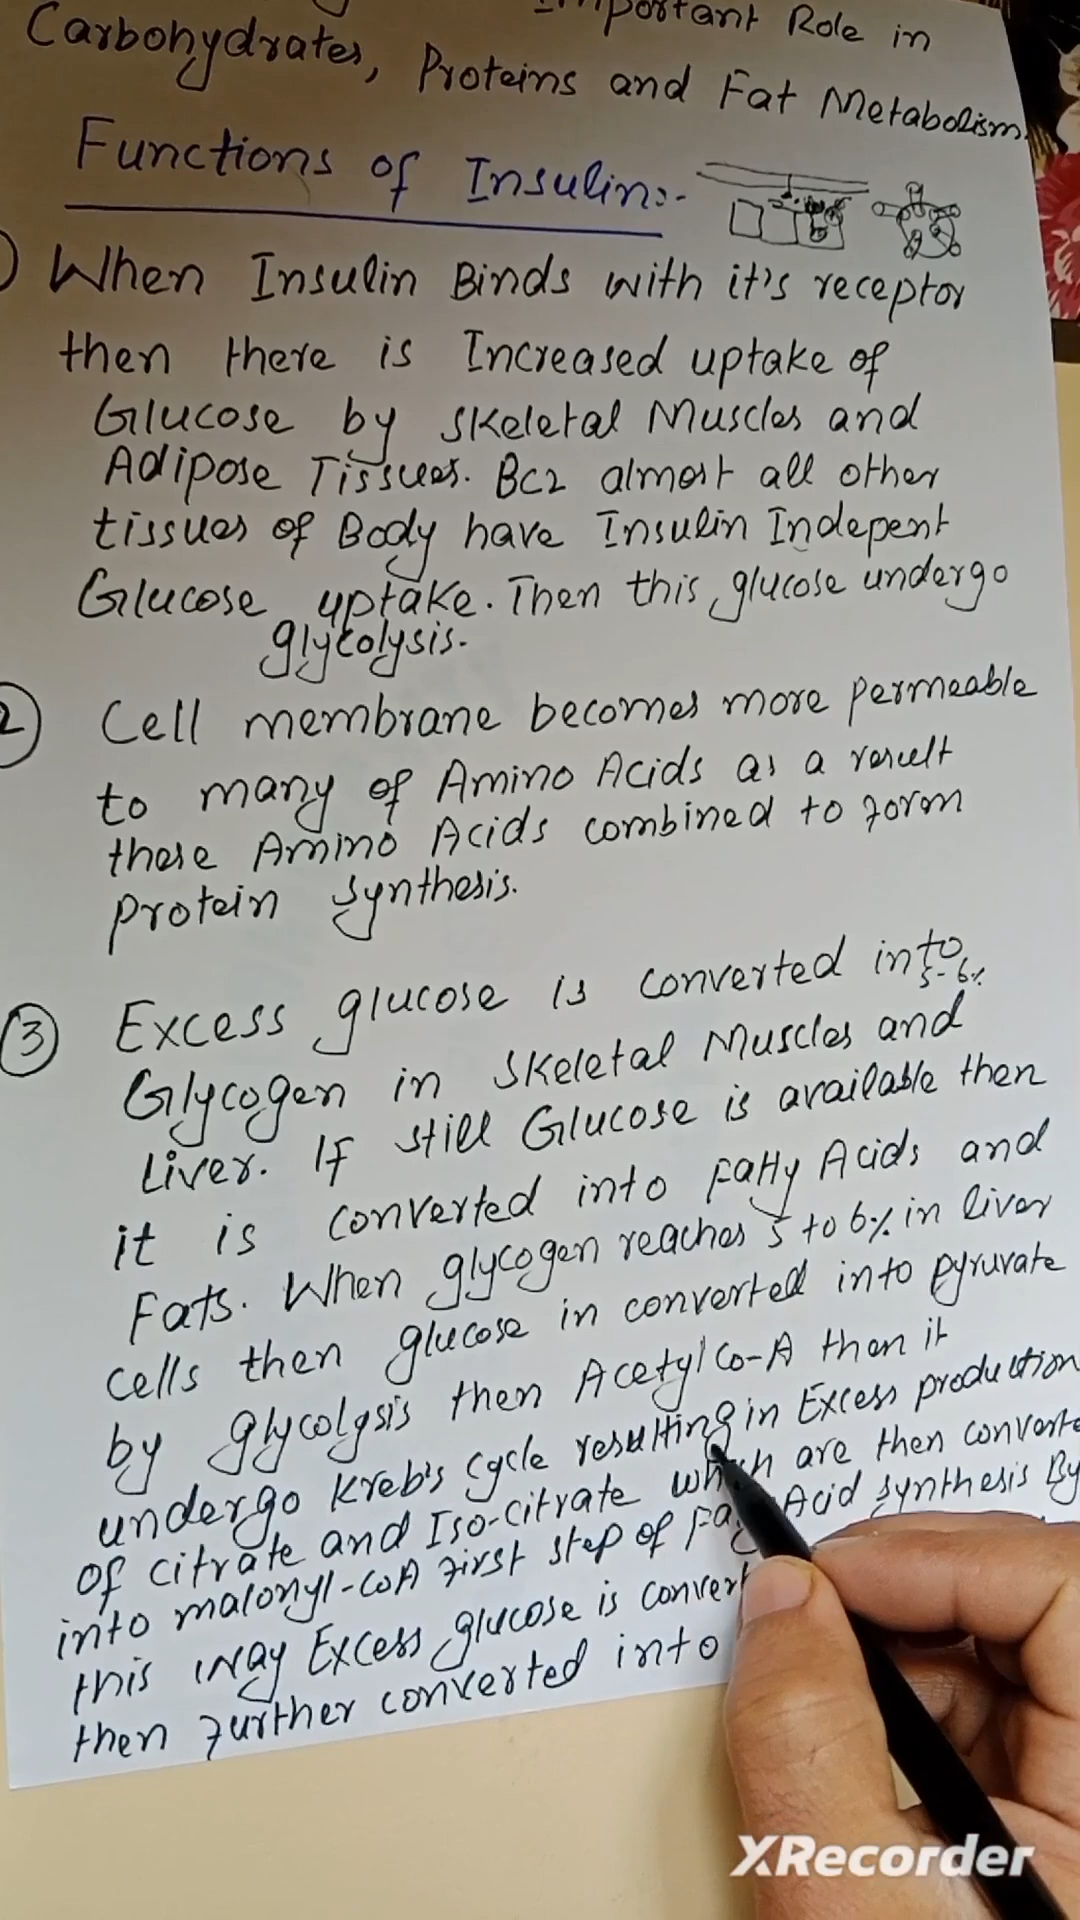 Important Role in
Carbohydrates, Proteins and Fat Metabolism
Functions of Insulin:-
When Insulin Binds with it's receptor
then there is Increased uptake of
Glucose by Skeletal Muscles and
Adipose Tissues. Bcz almost all other
tissues of Body have Insulin Indepent
Glucose uptake. Then this glucose undergo
glycolysis.
2 Cell membrane becomes more permeable
to many of Amino Acids as a result
these Amino Acids combined to form
protein synthesis.
3 Excess glucose is converted into
5-6%
Glycogen in Skeletal Muscles and
Liver. If still Glucose is available then
it is converted into Fatty Acids and
Fats. When glycogen reaches 5 to 6% in liver
cells then glucose in converted into pyruvate
by glycolysis then Acetyl Co-A then it
undergo Kreb's cycle resulting in Excess production
of citrate and Iso-citrate which are then
into malonyl-CoA first step of Acid synthesis By
this way Excess glucose is
then further converted into
XRecorder